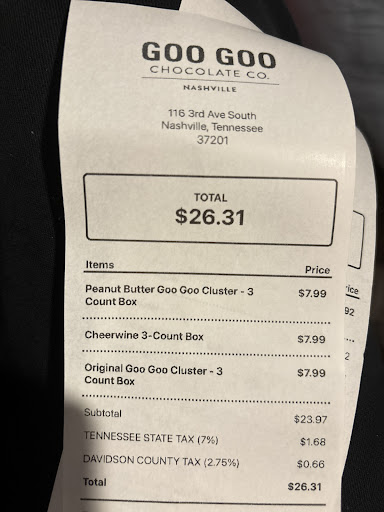 GOO GOO
CHOCOLATE CO.
NASHVILLE
116 3rd Ave South
Nashville, Tennessee
37201
TOTAL
$26.31
Items Price
Peanut Butter Goo Goo Cluster - 3 $7.99
Count Box
Cheerwine 3-Count Box $7.99
Original Goo Goo Cluster - 3 $7.99
Count Box
Subtotal $23.97
TENNESSEE STATE TAX (7%) $1.68
DAVIDSON COUNTY TAX (2.75%) $0.66
Total $26.31